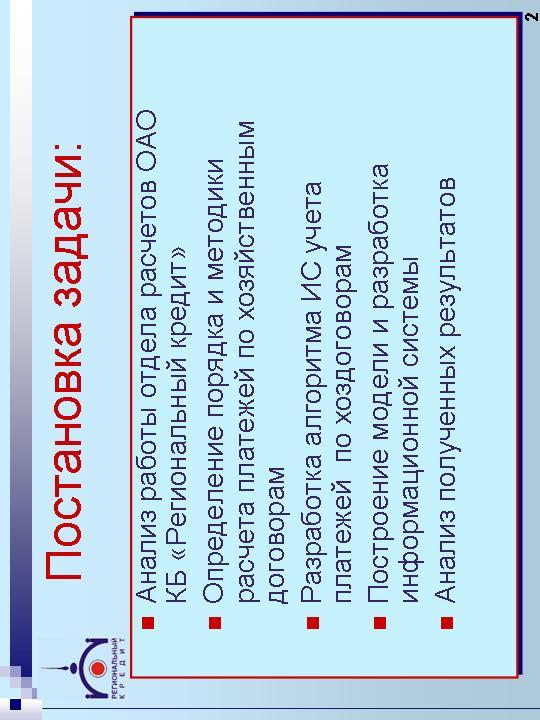 Постановка задачи:
РЕГИОНАЛЬНЫЙ
КРЕДИТ
Анализ работы отдела расчетов ОАО
КБ «Региональный кредит»
Определение порядка и методики
расчета платежей по хозяйственным
договорам
Разработка алгоритма ИС учета
платежей по хоздоговорам
Построение модели и разработка
информационной системы
Анализ полученных результатов
2